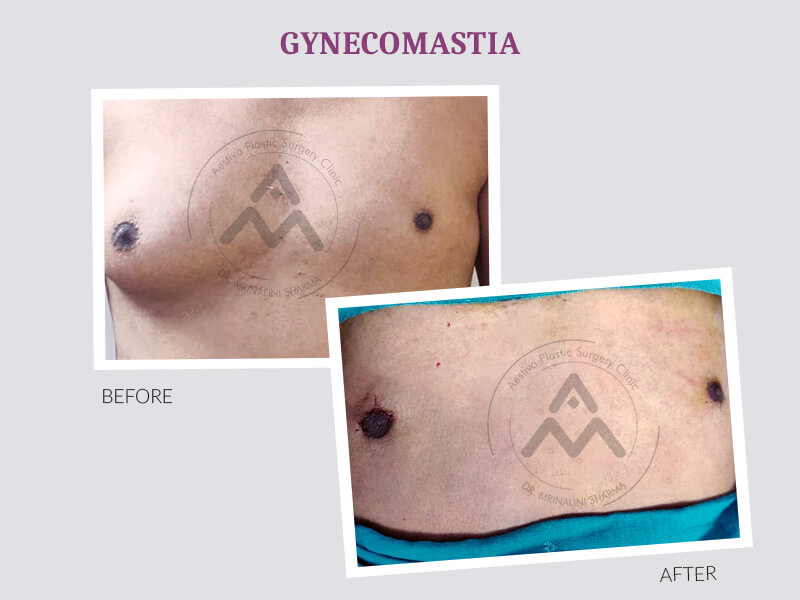 GYNECOMASTIA
Aestiva Plastic Surgery Clinic
DR. MRINALINI SHARMA
BEFORE
Aestiva Plastic Surgery Clinic
DR. MRINALINI SHARMA
AFTER